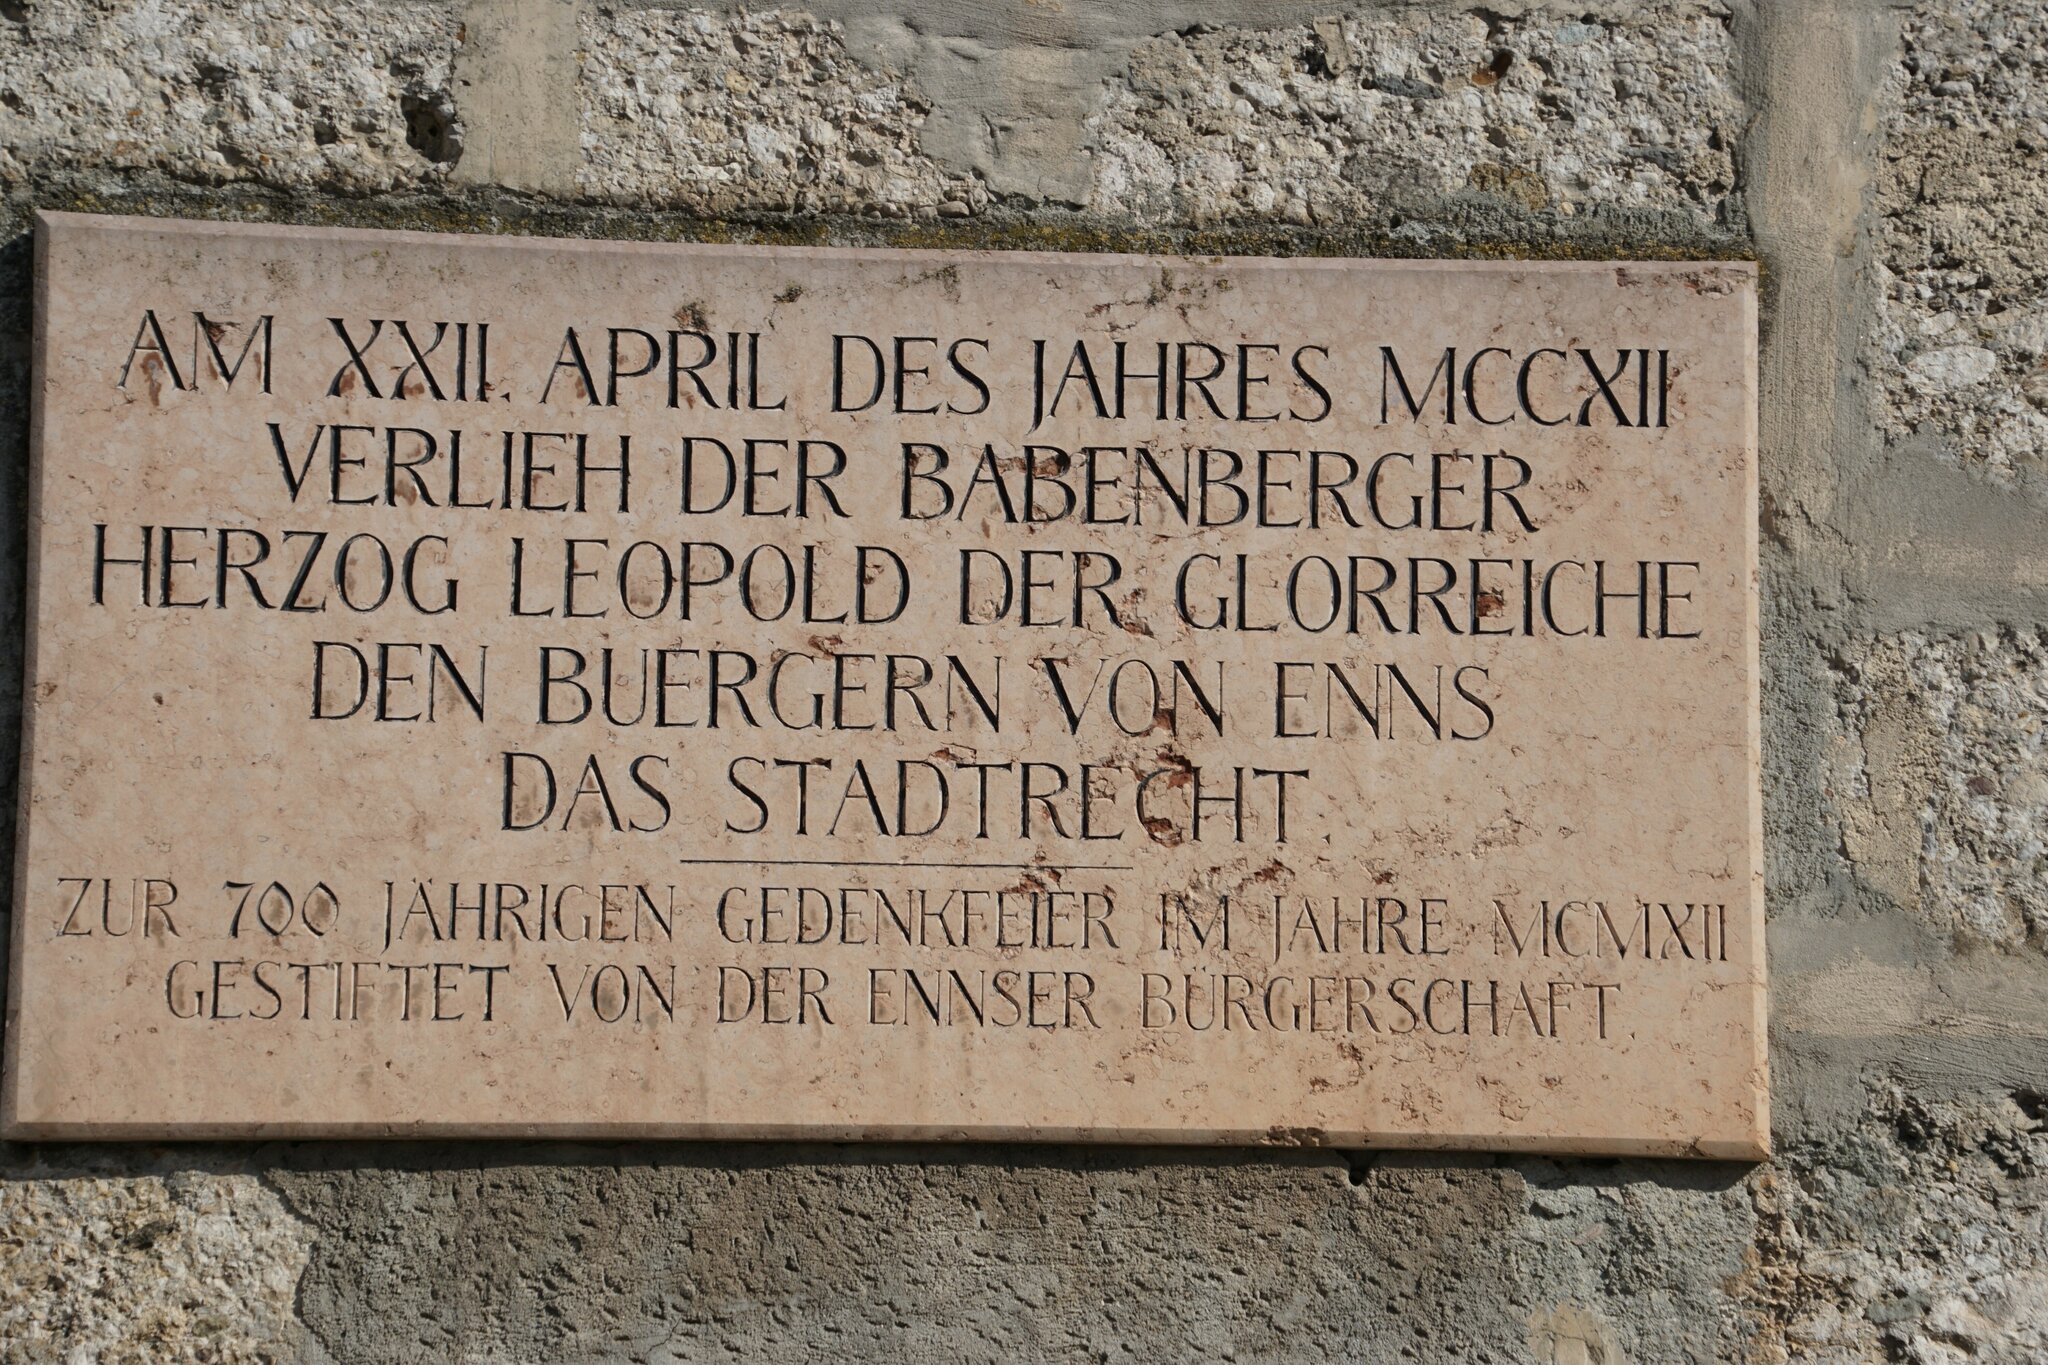 AM XXII. APRIL DES JAHRES MCCXII
VERLIEH DER BABENBERGER
HERZOG LEOPOLD DER GLORREICHE
DEN BUERGERN VON ENNS
DAS STADTRECHT.
ZUR 700 JÄHRIGEN GEDENKFEIER IM JAHRE MCMXII
GESTIFTET VON DER ENNSER BÜRGERSCHAFT.